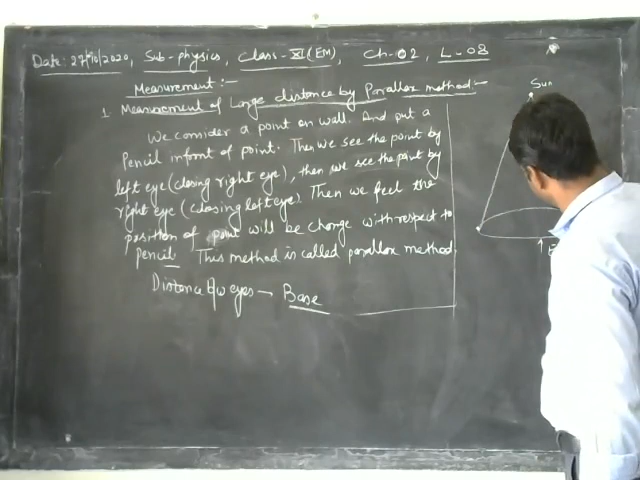 Date: 27/10/2020, Sub-physics, Class-XI(EM), Ch-02, L-08
Measurement:-
1. Measurement of Large distance by Parallax method:-
We consider a point on wall. And put a
Pencil infornt of point. Then we see the point by
left eye (closing right eye), then we see the point by
right eye (closing left eye). Then we feel the
position of point will be change with respect to
pencil. This method is called parallax method.
Distance b/w eyes → Base
Sun